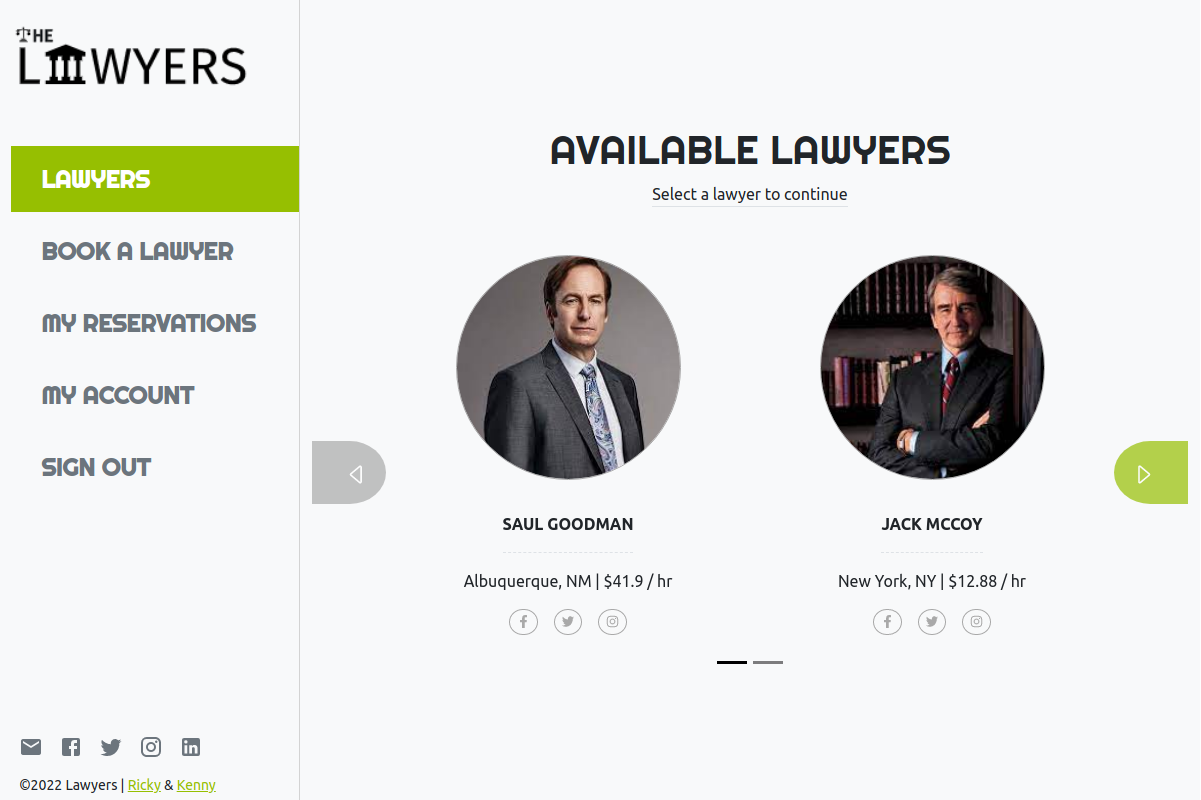 THE
LAWYERS
LAWYERS
BOOK A LAWYER
MY RESERVATIONS
MY ACCOUNT
SIGN OUT
©2022 Lawyers | Ricky & Kenny
AVAILABLE LAWYERS
Select a lawyer to continue
SAUL GOODMAN
Albuquerque, NM | $41.9 / hr
JACK MCCOY
New York, NY | $12.88 / hr